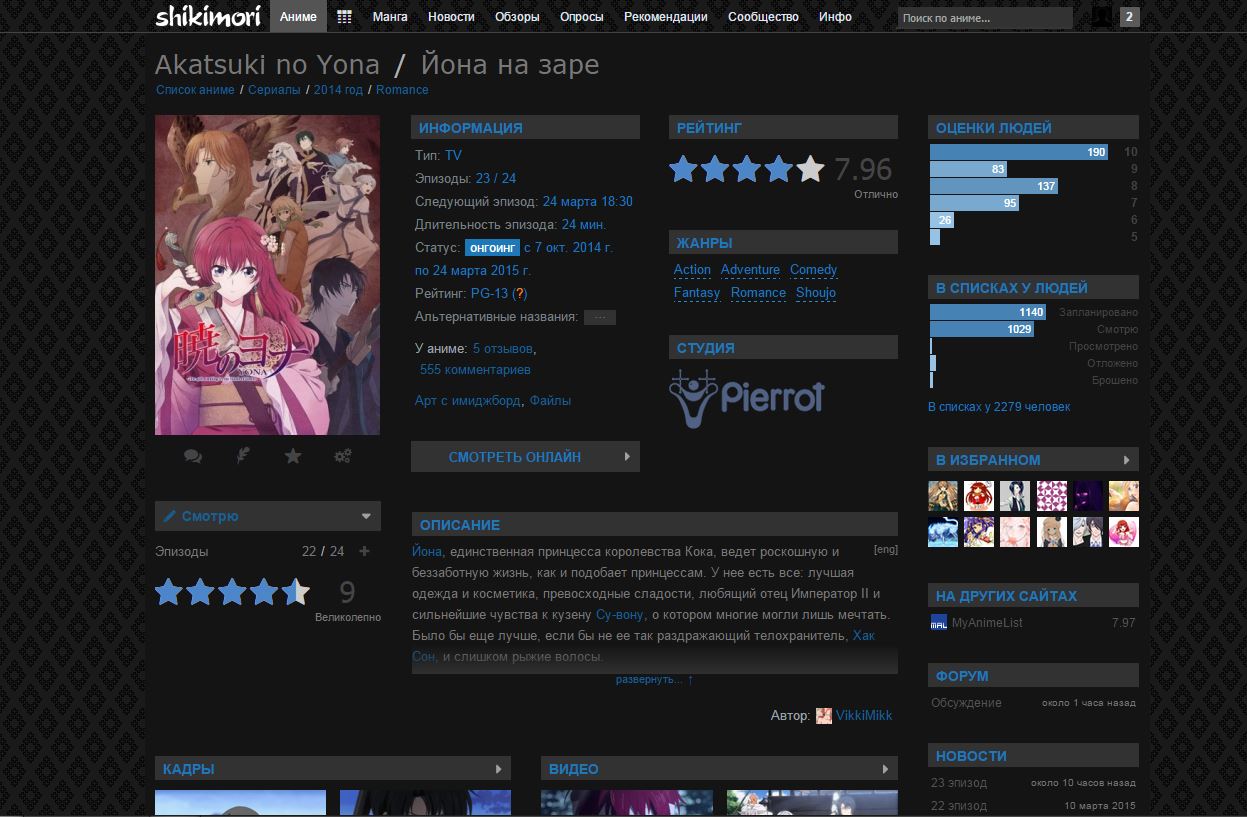 shikimori Аниме Манга Новости Обзоры Опросы Рекомендации Сообщество Инфо Поиск по аниме... 2
Akatsuki no Yona / Йона на заре
Список аниме / Сериалы / 2014 год / Romance
暁のヨナ
YONA
Смотрю
Эпизоды 22 / 24 +
9
Великолепно
ИНФОРМАЦИЯ
Тип: TV
Эпизоды: 23 / 24
Следующий эпизод: 24 марта 18:30
Длительность эпизода: 24 мин.
Статус: онгоинг с 7 окт. 2014 г.
по 24 марта 2015 г.
Рейтинг: PG-13 (?)
Альтернативные названия: ...
У аниме: 5 отзывов,
555 комментариев
Арт с имиджборд, Файлы
СМОТРЕТЬ ОНЛАЙН
РЕЙТИНГ
7.96
Отлично
ЖАНРЫ
Action Adventure Comedy
Fantasy Romance Shoujo
СТУДИЯ
Pierrot
ОПИСАНИЕ
Йона, единственная принцесса королевства Кока, ведет роскошную и [eng]
беззаботную жизнь, как и подобает принцессам. У нее есть все: лучшая
одежда и косметика, превосходные сладости, любящий отец Император Il и
сильнейшие чувства к кузену Су-вону, о котором многие могли лишь мечтать.
Было бы еще лучше, если бы не ее так раздражающий телохранитель, Хак
Сон, и слишком рыжие волосы.
развернуть... ↑
Автор: VikkiMikk
КАДРЫ
ВИДЕО
ОЦЕНКИ ЛЮДЕЙ
190 10
83 9
137 8
95 7
26 6
5
В СПИСКАХ У ЛЮДЕЙ
1140 Запланировано
1029 Смотрю
Просмотрено
Отложено
Брошено
В списках у 2279 человек
В ИЗБРАННОМ
НА ДРУГИХ САЙТАХ
MAL MyAnimeList 7.97
ФОРУМ
Обсуждение около 1 часа назад
НОВОСТИ
23 эпизод около 10 часов назад
22 эпизод 10 марта 2015